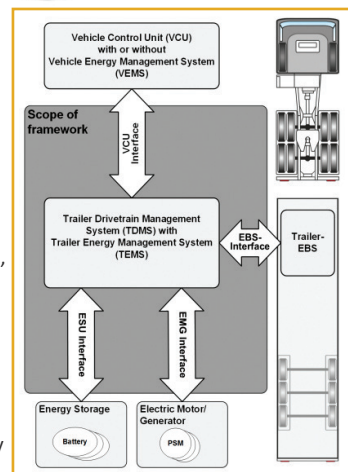 Vehicle Control Unit (VCU)
with or without
Vehicle Energy Management System
(VEMS)
Scope of
framework
VCU
Interface
Trailer Drivetrain Management
System (TDMS) with
Trailer Energy Management System
(TEMS)
EBS-
Interface
Trailer-
EBS
,
ESU Interface
EMG Interface
Energy Storage
Battery
Electric Motor/
Generator
PSM
y